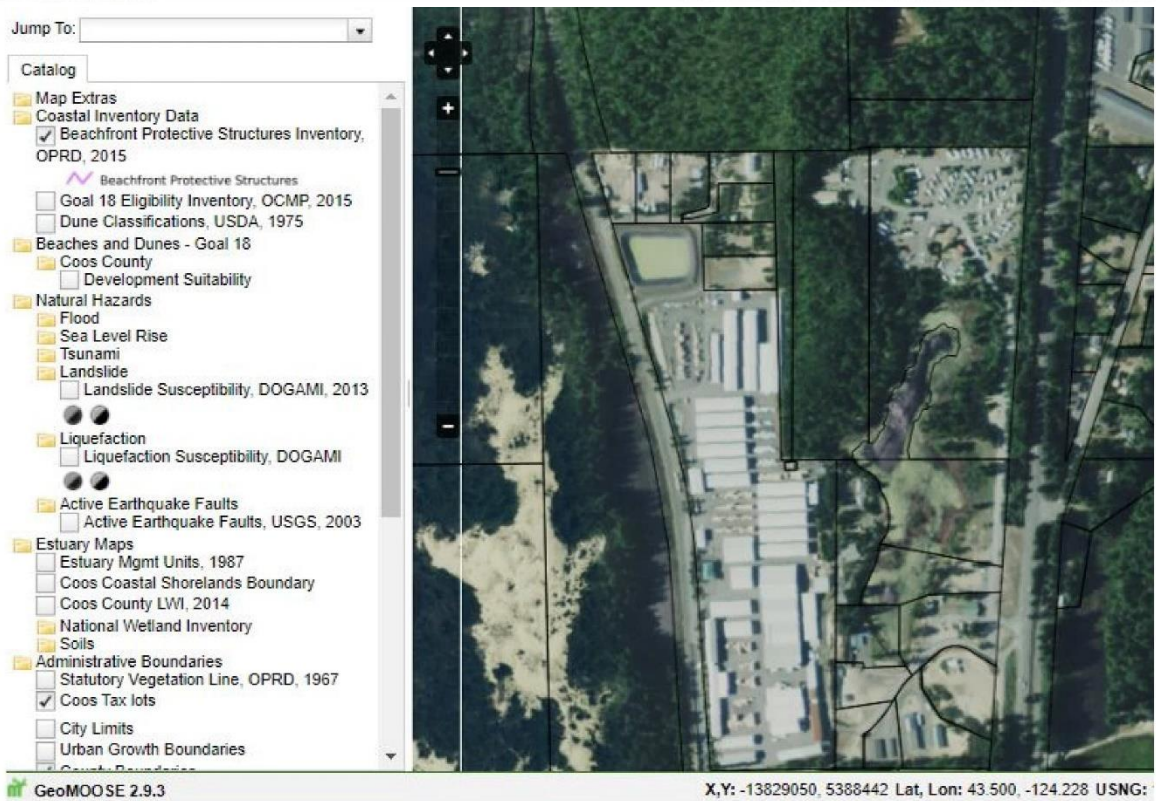 Jump To:
Catalog
Map Extras
Coastal Inventory Data
Beachfront Protective Structures Inventory,
OPRD, 2015
Beachfront Protective Structures
Goal 18 Eligibility Inventory, OCMP, 2015
Dune Classifications, USDA, 1975
Beaches and Dunes - Goal 18
Coos County
Development Suitability
Natural Hazards
Flood
Sea Level Rise
Tsunami
Landslide
Landslide Susceptibility, DOGAMI, 2013
Liquefaction
Liquefaction Susceptibility, DOGAMI
Active Earthquake Faults
Active Earthquake Faults, USGS, 2003
Estuary Maps
Estuary Mgmt Units, 1987
Coos Coastal Shorelands Boundary
Coos County LWI, 2014
National Wetland Inventory
Soils
Administrative Boundaries
Statutory Vegetation Line, OPRD, 1967
Coos Tax lots
City Limits
Urban Growth Boundaries
County Boundaries
GeoMOOSE 2.9.3
X,Y: -13829050, 5388442 Lat, Lon: 43.500, -124.228 USNG: